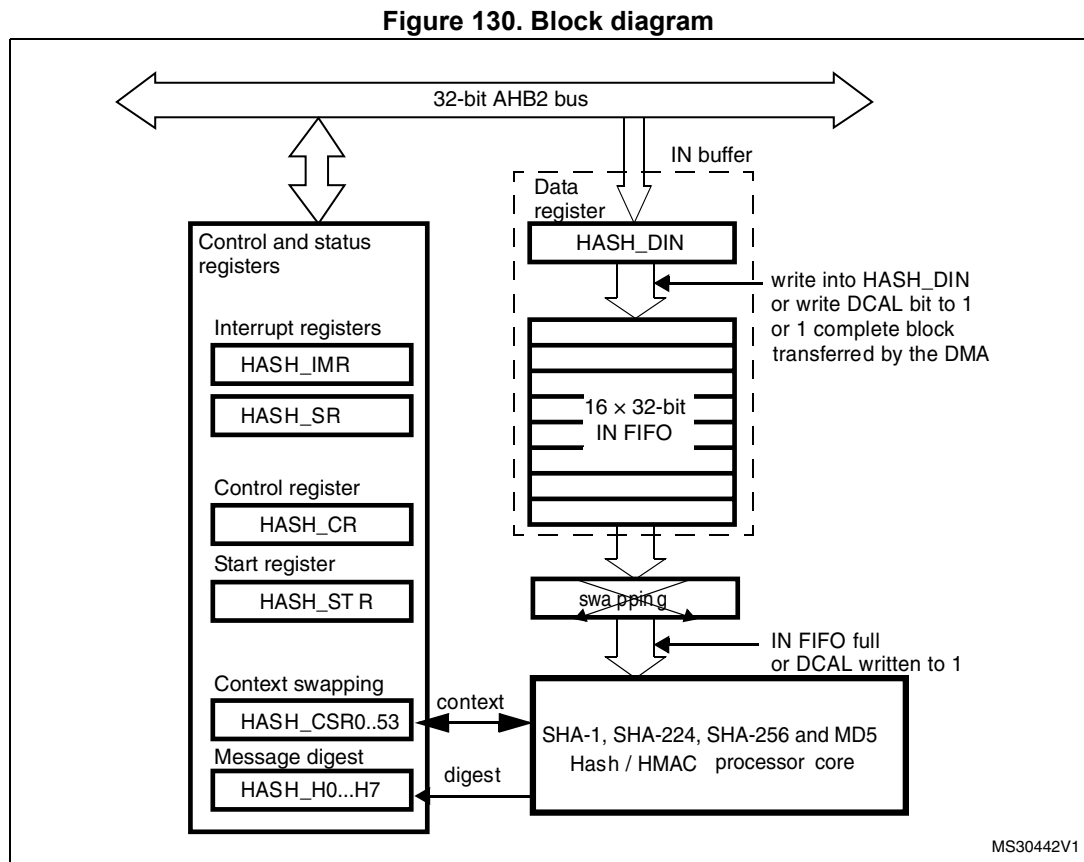 Figure 130. Block diagram
32-bit AHB2 bus
IN buffer
Data
register
HASH_DIN
write into HASH_DIN
or write DCAL bit to 1
or 1 complete block
transferred by the DMA
16 × 32-bit
IN FIFO
swapping
IN FIFO full
or DCAL written to 1
Control and status
registers
Interrupt registers
HASH_IMR
HASH_SR
Control register
HASH_CR
Start register
HASH_STR
Context swapping
HASH_CSR0..53
Message digest
HASH_H0...H7
context
digest
SHA-1, SHA-224, SHA-256 and MD5
Hash / HMAC processor core
MS30442V1